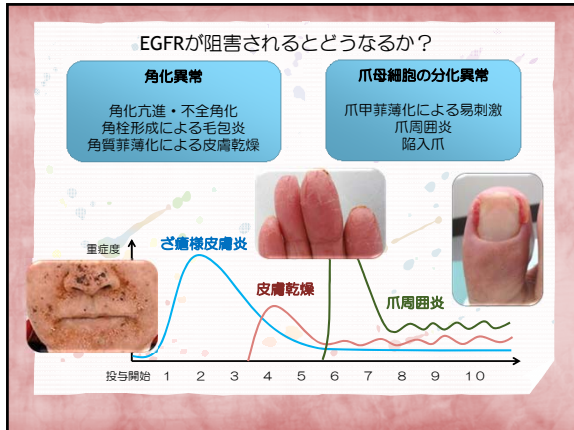 EGFRが阻害されるとどうなるか？
角化異常
角化亢進・不全角化
角栓形成による毛包炎
角質菲薄化による皮膚乾燥
爪母細胞の分化異常
爪甲菲薄化による易刺激
爪周囲炎
陥入爪
重症度
ざ瘡様皮膚炎
皮膚乾燥
爪周囲炎
投与開始 1 2 3 4 5 6 7 8 9 10